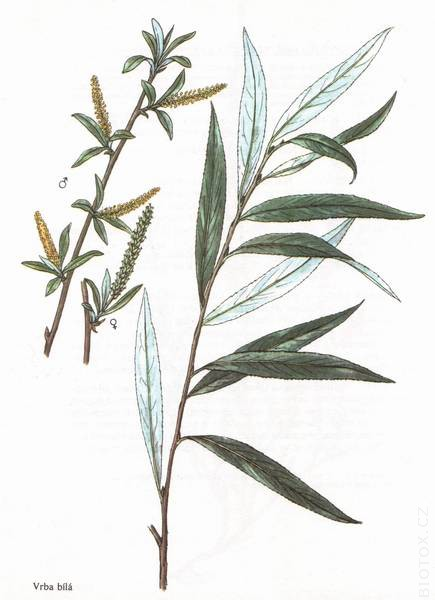 ♂
♀
Vrba bílá
BIOTOX.CZ